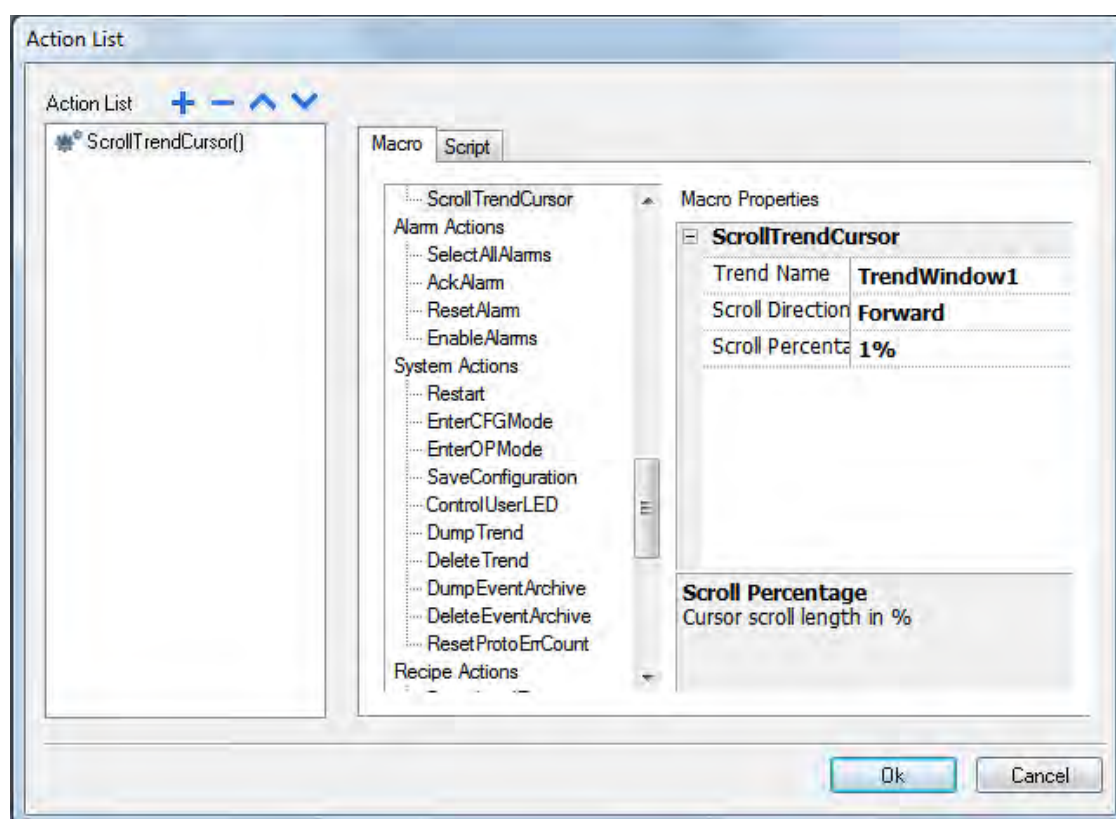 Action List
Action List
ScrollTrendCursor()
Macro
Script
ScrollTrendCursor
Alarm Actions
SelectAllAlarms
AckAlarm
ResetAlarm
EnableAlarms
System Actions
Restart
EnterCFGMode
EnterOPMode
SaveConfiguration
ControlUserLED
DumpTrend
DeleteTrend
DumpEventArchive
DeleteEventArchive
ResetProtoErrCount
Recipe Actions
Macro Properties
ScrollTrendCursor
Trend Name TrendWindow1
Scroll Direction Forward
Scroll Percenta 1%
Scroll Percentage
Cursor scroll length in %
Ok
Cancel